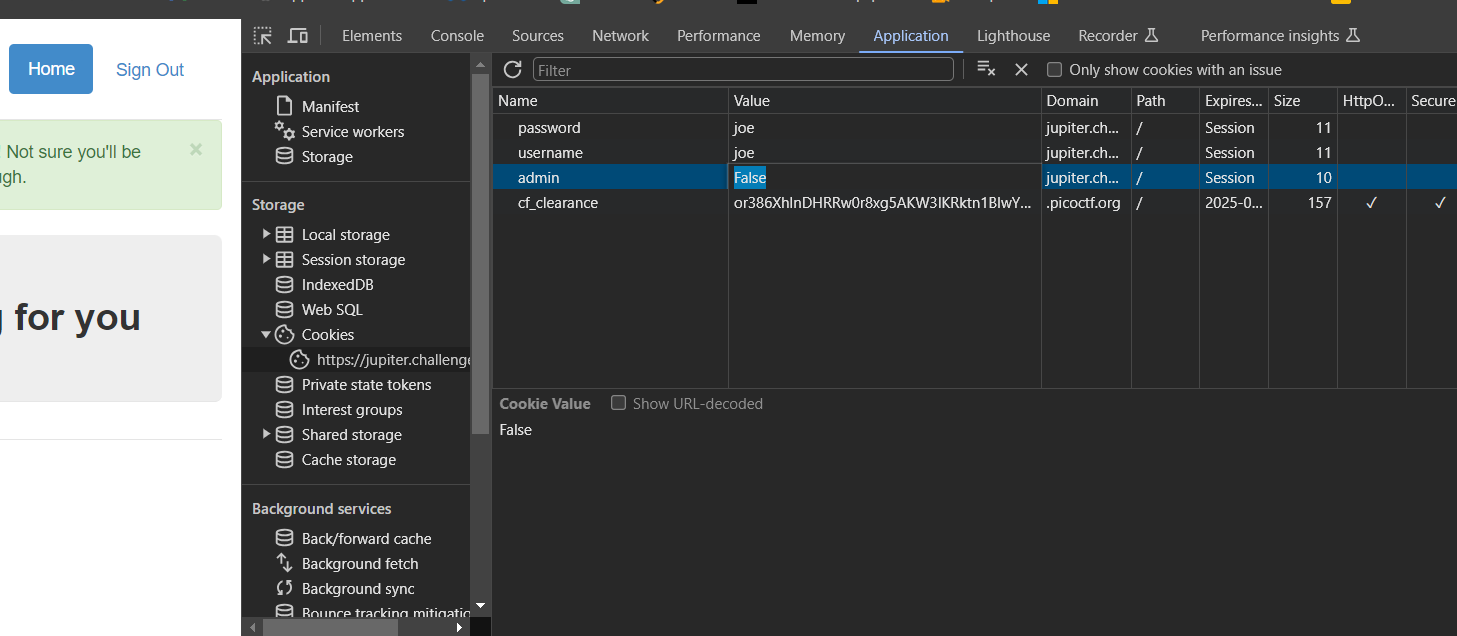 Home
Sign Out
Not sure you'll be
gh.
for you
Elements
Console
Sources
Network
Performance
Memory
Application
Lighthouse
Recorder
Performance insights
Application
Manifest
Service workers
Storage
Storage
Local storage
Session storage
IndexedDB
Web SQL
Cookies
https://jupiter.challenge
Private state tokens
Interest groups
Shared storage
Cache storage
Background services
Back/forward cache
Background fetch
Background sync
Bounce tracking mitigatio
Filter
Only show cookies with an issue
Name Value Domain Path Expires... Size HttpO... Secure
password joe jupiter.ch... / Session 11
username joe jupiter.ch... / Session 11
admin False jupiter.ch... / Session 10
cf_clearance .picoctf.org / 2025-0... 157 ✓ ✓
Cookie Value Show URL-decoded
False